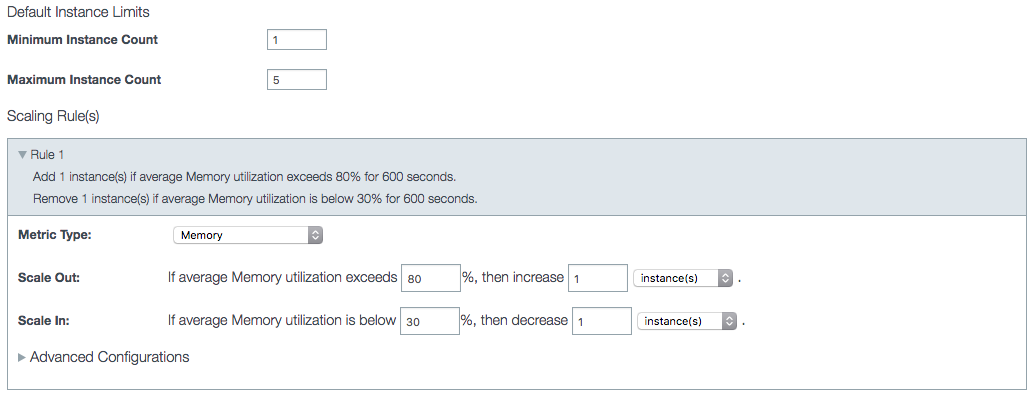 Default Instance Limits
Minimum Instance Count 1
Maximum Instance Count 5
Scaling Rule(s)
Rule 1
Add 1 instance(s) if average Memory utilization exceeds 80% for 600 seconds.
Remove 1 instance(s) if average Memory utilization is below 30% for 600 seconds.
Metric Type: Memory
Scale Out: If average Memory utilization exceeds 80 %, then increase 1 instance(s) .
Scale In: If average Memory utilization is below 30 %, then decrease 1 instance(s) .
Advanced Configurations